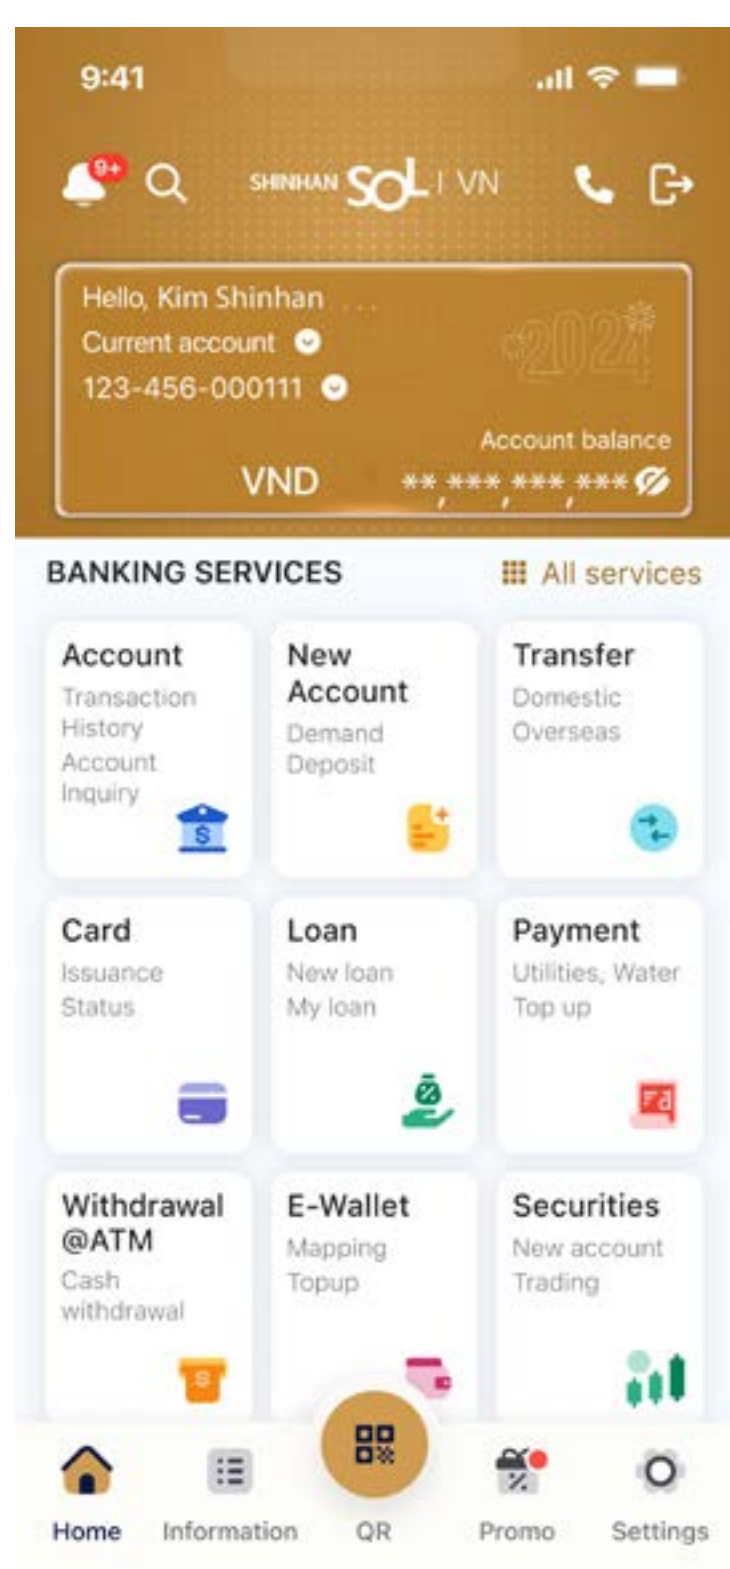 9:41
9+
SHINHAN SOL | VN
Hello, Kim Shinhan ...
Current account
123-456-000111
2024
Account balance
VND **,***,***,***
BANKING SERVICES
All services
Account
Transaction
History
Account
Inquiry
New
Account
Demand
Deposit
Transfer
Domestic
Overseas
Card
Issuance
Status
Loan
New loan
My loan
Payment
Utilities, Water
Top up
Withdrawal
@ATM
Cash
withdrawal
E-Wallet
Mapping
Topup
Securities
New account
Trading
Home
Information
QR
Promo
Settings